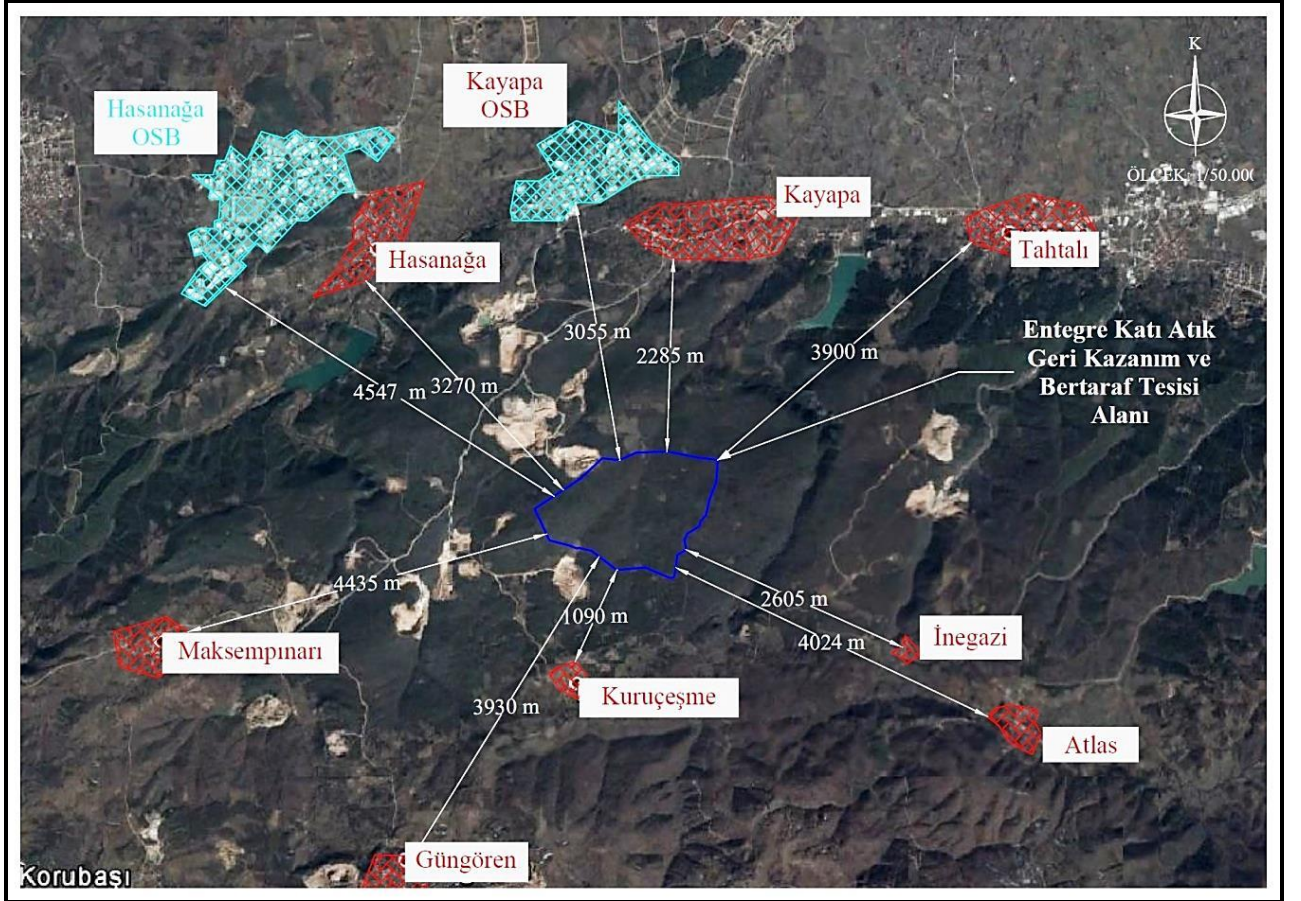 K
ÖLÇEK: 1/50.000
Hasanağa
OSB
Kayapa
OSB
Kayapa
Hasanağa
Tahtalı
Entegre Katı Atık
Geri Kazanım ve
Bertaraf Tesisi
Alanı
3055 m
2285 m
3900 m
4547 m
3270 m
4435 m
1090 m
2605 m
4024 m
3930 m
Maksempınarı
Kuruçeşme
İnegazi
Atlas
Güngören
Korubaşı